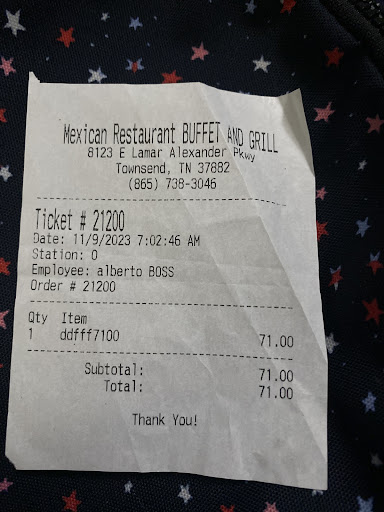 Mexican Restaurant BUFFET AND GRILL
8123 E Lamar Alexander Pkwy
Townsend, TN 37882
(865) 738-3046
Ticket # 21200
Date: 11/9/2023 7:02:46 AM
Station: 0
Employee: alberto BOSS
Order # 21200
Qty Item
1 ddfff7100 71.00
Subtotal: 71.00
Total: 71.00
Thank You!